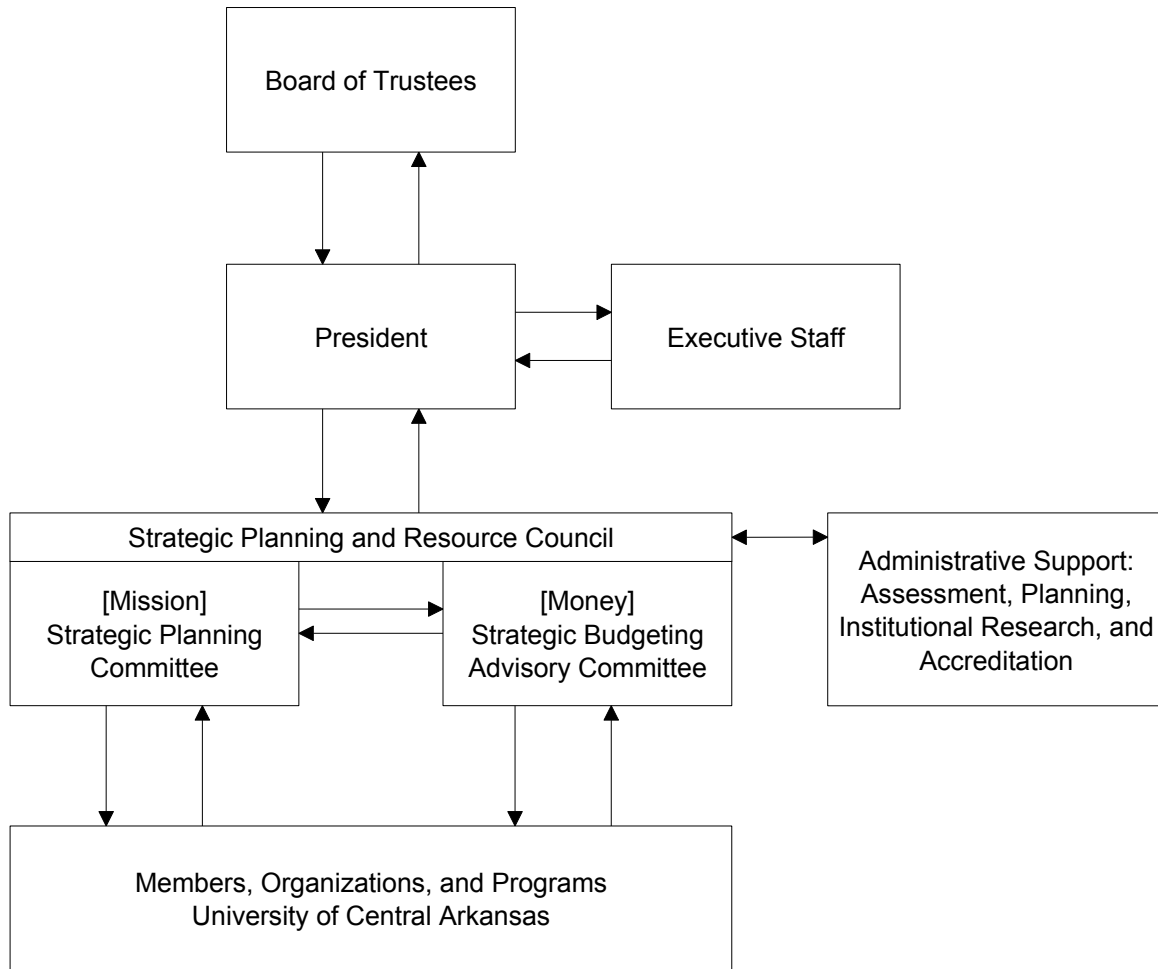 Board of Trustees
President
Executive Staff
Strategic Planning and Resource Council
[Mission]
Strategic Planning
Committee
[Money]
Strategic Budgeting
Advisory Committee
Administrative Support:
Assessment, Planning,
Institutional Research, and
Accreditation
Members, Organizations, and Programs
University of Central Arkansas